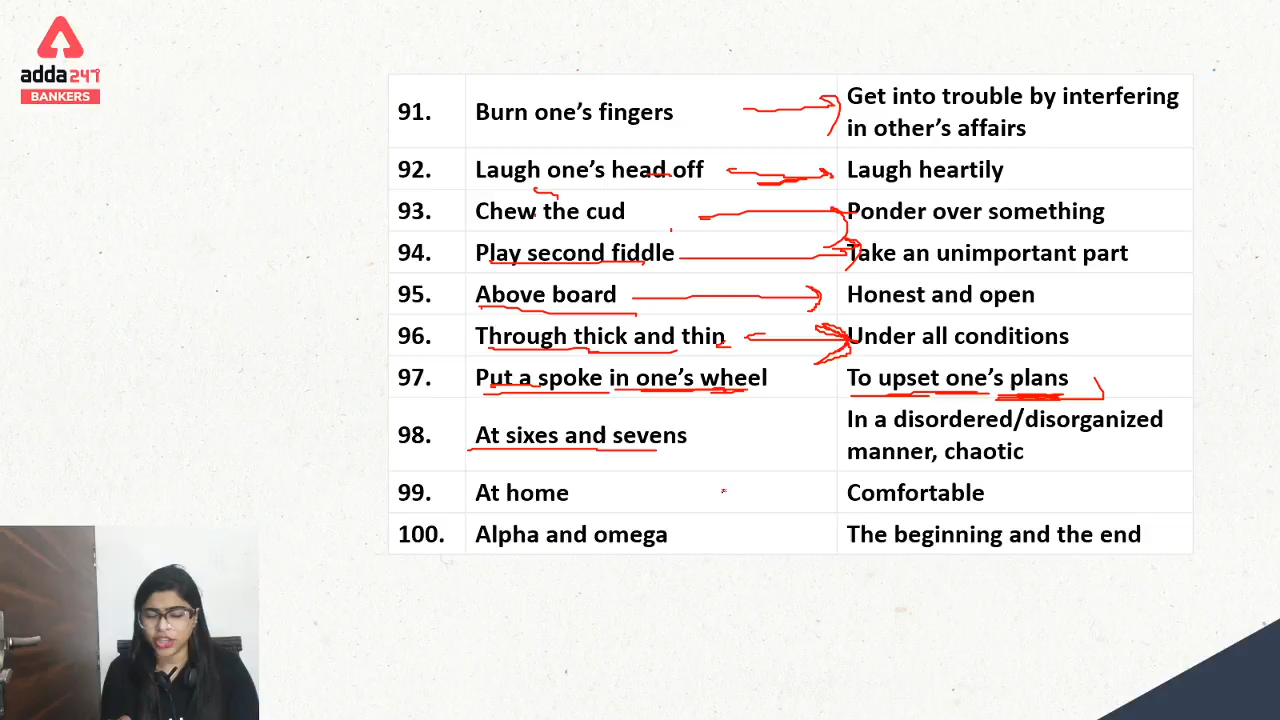 adda247
BANKERS
91. Burn one's fingers Get into trouble by interfering
in other's affairs
92. Laugh one's head off Laugh heartily
93. Chew the cud Ponder over something
94. Play second fiddle Take an unimportant part
95. Above board Honest and open
96. Through thick and thin Under all conditions
97. Put a spoke in one's wheel To upset one's plans
98. At sixes and sevens In a disordered/disorganized
manner, chaotic
99. At home Comfortable
100. Alpha and omega The beginning and the end